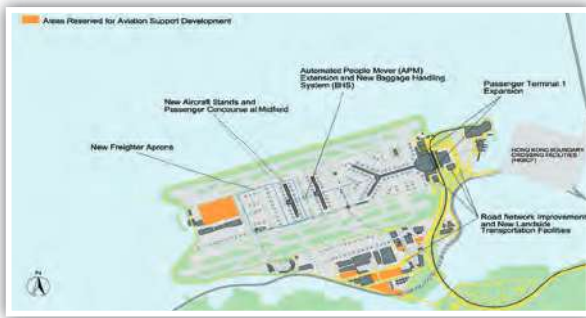 Areas Reserved for Aviation Support Development
Automated People Mover (APM)
Extension and New Baggage Handling
System (BHS)
Passenger Terminal 1
Expansion
New Aircraft Stands and
Passenger Concourse at Midfield
New Freighter Aprons
HONG KONG BOUNDARY
CROSSING FACILITIES
(HKBCF)
Road Network Improvement
and New Landside
Transportation Facilities
N